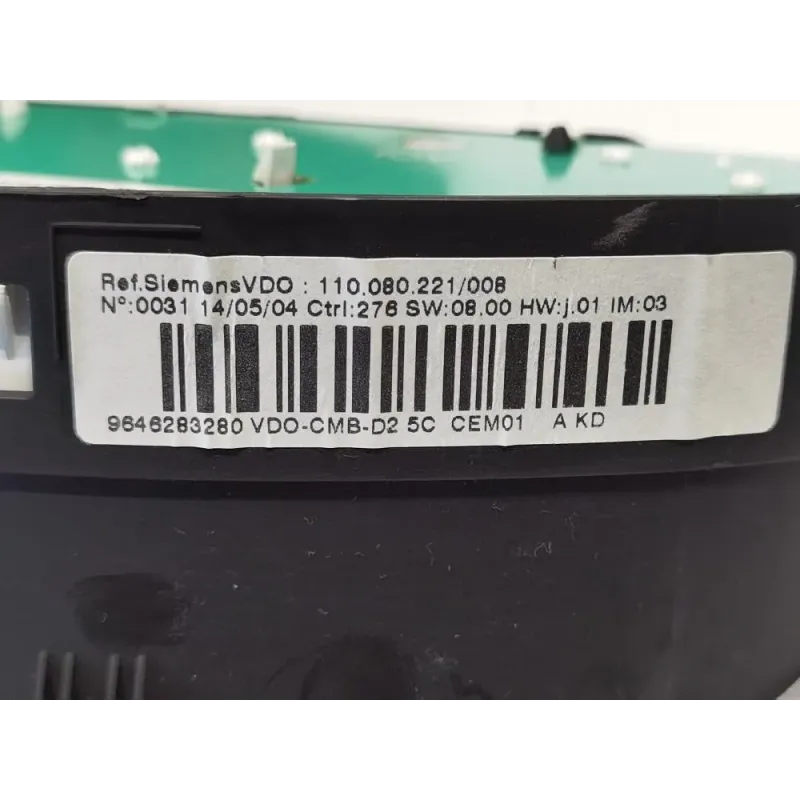 Ref.SiemensVDO : 110.080.221/008
Nº:0031 14/05/04 Ctrl:276 SW:08.00 HW:j.01 IM:03
9646283280 VDO-CMB-D2 5C CEM01 A KD